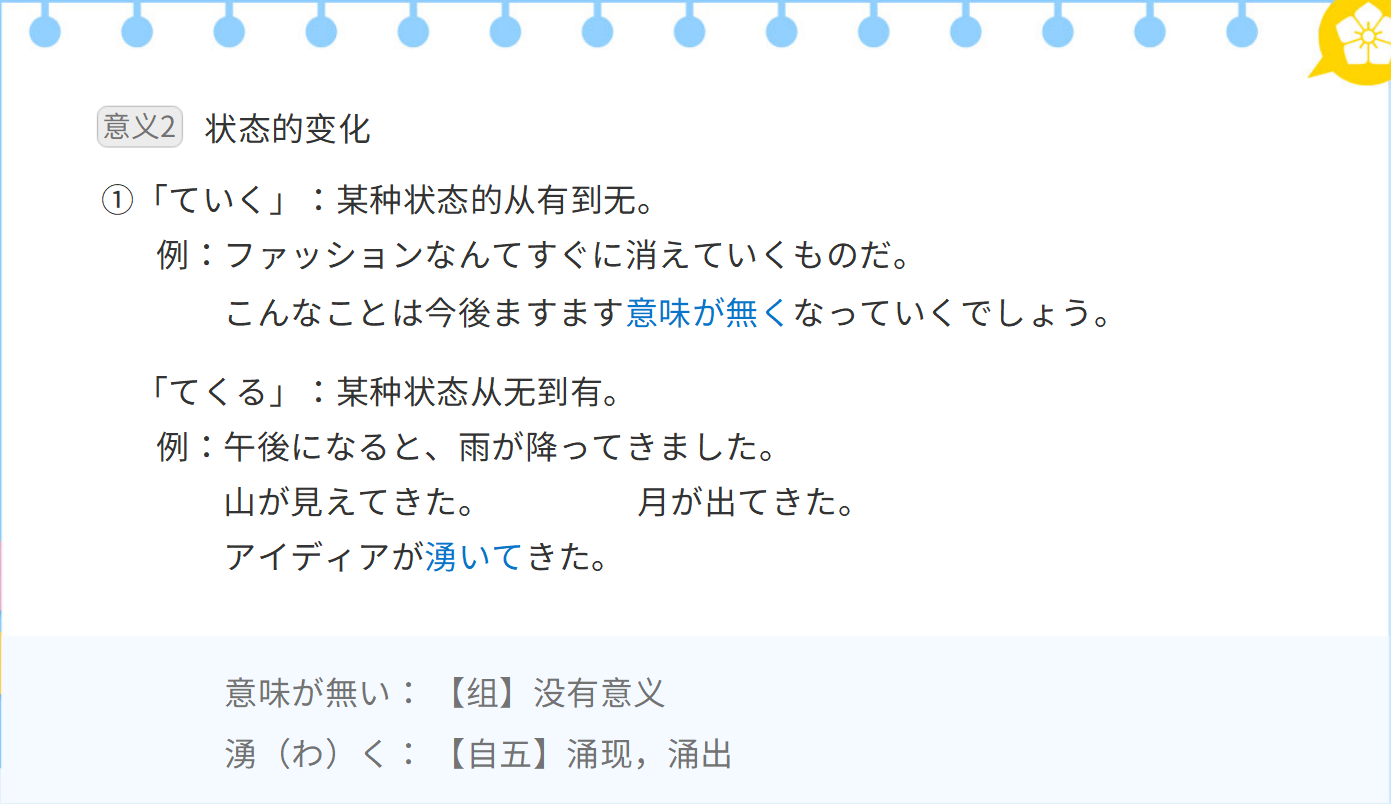 意义2 状态的变化
①「ていく」：某种状态的从有到无。
例：ファッションなんてすぐに消えていくものだ。
こんなことは今後ますます意味が無くなっていくでしょう。
「てくる」：某种状态从无到有。
例：午後になると、雨が降ってきました。
山が見えてきた。 月が出てきた。
アイディアが湧いてきた。
意味が無い：【组】没有意义
湧（わ）く：【自五】涌现，涌出